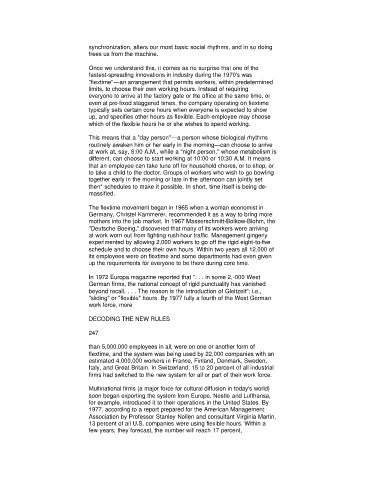 synchronization, alters our most basic social rhythms, and in so doing
frees us from the machine.
Once we understand this, it comes as no surprise that one of the
fastest-spreading innovations in industry during the 1970's was
"flextime"—an arrangement that permits workers, within predetermined
limits, to choose their own working hours. Instead of requiring
everyone to arrive at the factory gate or the office at the same time, or
even at pre-fixed staggered times, the company operating on flextime
typically sets certain core hours when everyone is expected to show
up, and specifies other hours as flexible. Each employee may choose
which of the flexible hours he or she wishes to spend working. .
This means that a "day person"—a person whose biological rhythms
routinely awaken him or her early in the morning—can choose to arrive
at work at, say, 8:00 A.M., while a "night person," whose metabolism is
different, can choose to start working at 10:00 or 10:30 A.M. It means
that an employee can take time off for household chores, or to shop, or
to take a child to the doctor. Groups of workers who wish to go bowling
together early in the morning or late in the afternoon can jointly set
their* schedules to make it possible. In short, time itself is being de-
massified.
The flextime movement began in 1965 when a woman economist in
Germany, Christel Kammerer, recommended it as a way to bring more
mothers into the job market. In 1967 Messerschmitt-Bolkow-Blohm, the
"Deutsche Boeing," discovered that many of its workers were arriving
at work worn out from fighting rush-hour traffic. Management gingerly
experimented by allowing 2,000 workers to go off the rigid eight-to-five
schedule and to choose their own hours. Within two years all 12,000 of
its employees were on flextime and some departments had even given
up the requirements for everyone to be there during core time.
In 1972 Europa magazine reported that ". . . in some 2,-000 West
German firms, the national concept of rigid punctuality has vanished
beyond recall. . . . The reason is the introduction of Gleitzeit"; i.e.,
"sliding" or "flexible" hours. By 1977 fully a fourth of the West German
work force, more
DECODING THE NEW RULES
247
than 5,000,000 employees in all, were on one or another form of
flextime, and the system was being used by 22,000 companies with an
estimated 4,000,000 workers in France, Finland, Denmark, Sweden,
Italy, and Great Britain. In Switzerland, 15 to 20 percent of all industrial
firms had switched to the new system for all or part of their work force.
Multinational firms (a major force for cultural diffusion in today's world)
soon began exporting the system from Europe. Nestle and Lufthansa,
for example, introduced it to their operations in the United States. By
1977, according to a report prepared for the American Management
Association by Professor Stanley Nollen and consultant Virginia Martin,
13 percent of all U.S. companies were using flexible hours. Within a
few years, they forecast, the number will reach 17 percent,